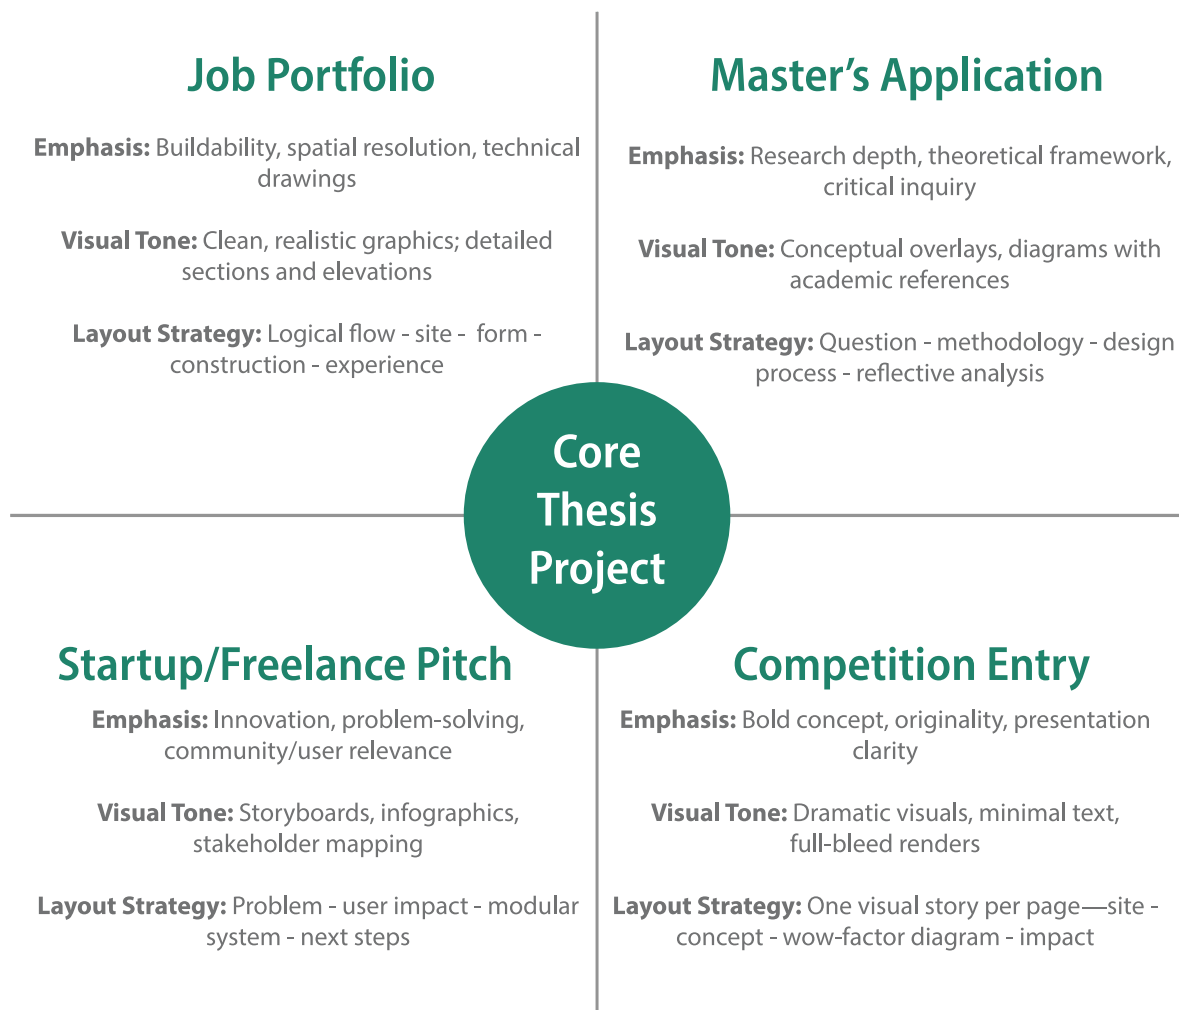 Job Portfolio
Emphasis: Buildability, spatial resolution, technical
drawings
Visual Tone: Clean, realistic graphics; detailed
sections and elevations
Layout Strategy: Logical flow - site -  form -
construction - experience
Master’s Application
Emphasis: Research depth, theoretical framework,
critical inquiry
Visual Tone: Conceptual overlays, diagrams with
academic references
Layout Strategy: Question - methodology - design
process - reflective analysis
Core
Thesis
Project
Startup/Freelance Pitch
Emphasis: Innovation, problem-solving,
community/user relevance
Visual Tone: Storyboards, infographics,
stakeholder mapping
Layout Strategy: Problem - user impact - modular
system - next steps
Competition Entry
Emphasis: Bold concept, originality, presentation
clarity
Visual Tone: Dramatic visuals, minimal text,
full-bleed renders
Layout Strategy: One visual story per page—site -
concept - wow-factor diagram - impact